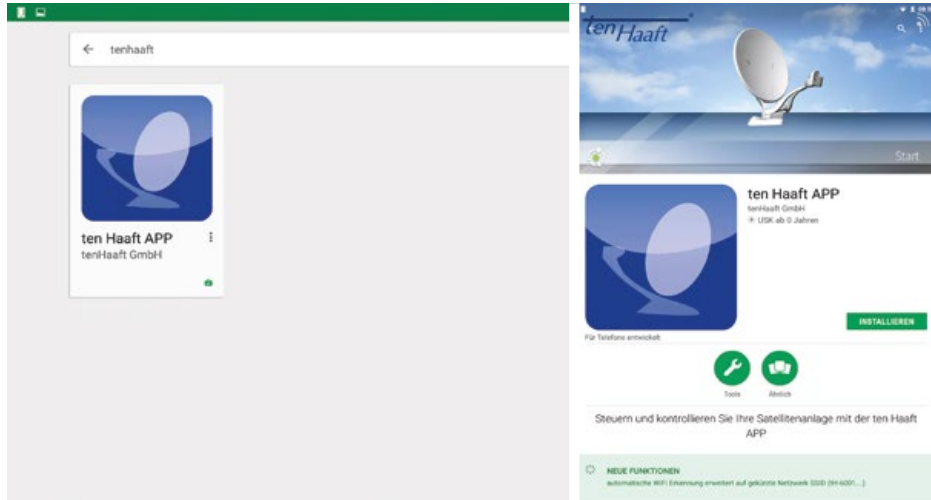 tenhaaft
ten Haaft APP
tenHaaft GmbH
ten Haaft
Start
ten Haaft APP
tenHaaft GmbH
USK ab 0 Jahren
INSTALLIEREN
Für Telefone entwickelt
Tools
Ähnlich
Steuern und kontrollieren Sie Ihre Satellitenanlage mit der ten Haaft
APP
NEUE FUNKTIONEN
automatische WiFi Erkennung erweitert auf gekürzte Netzwerk SSID